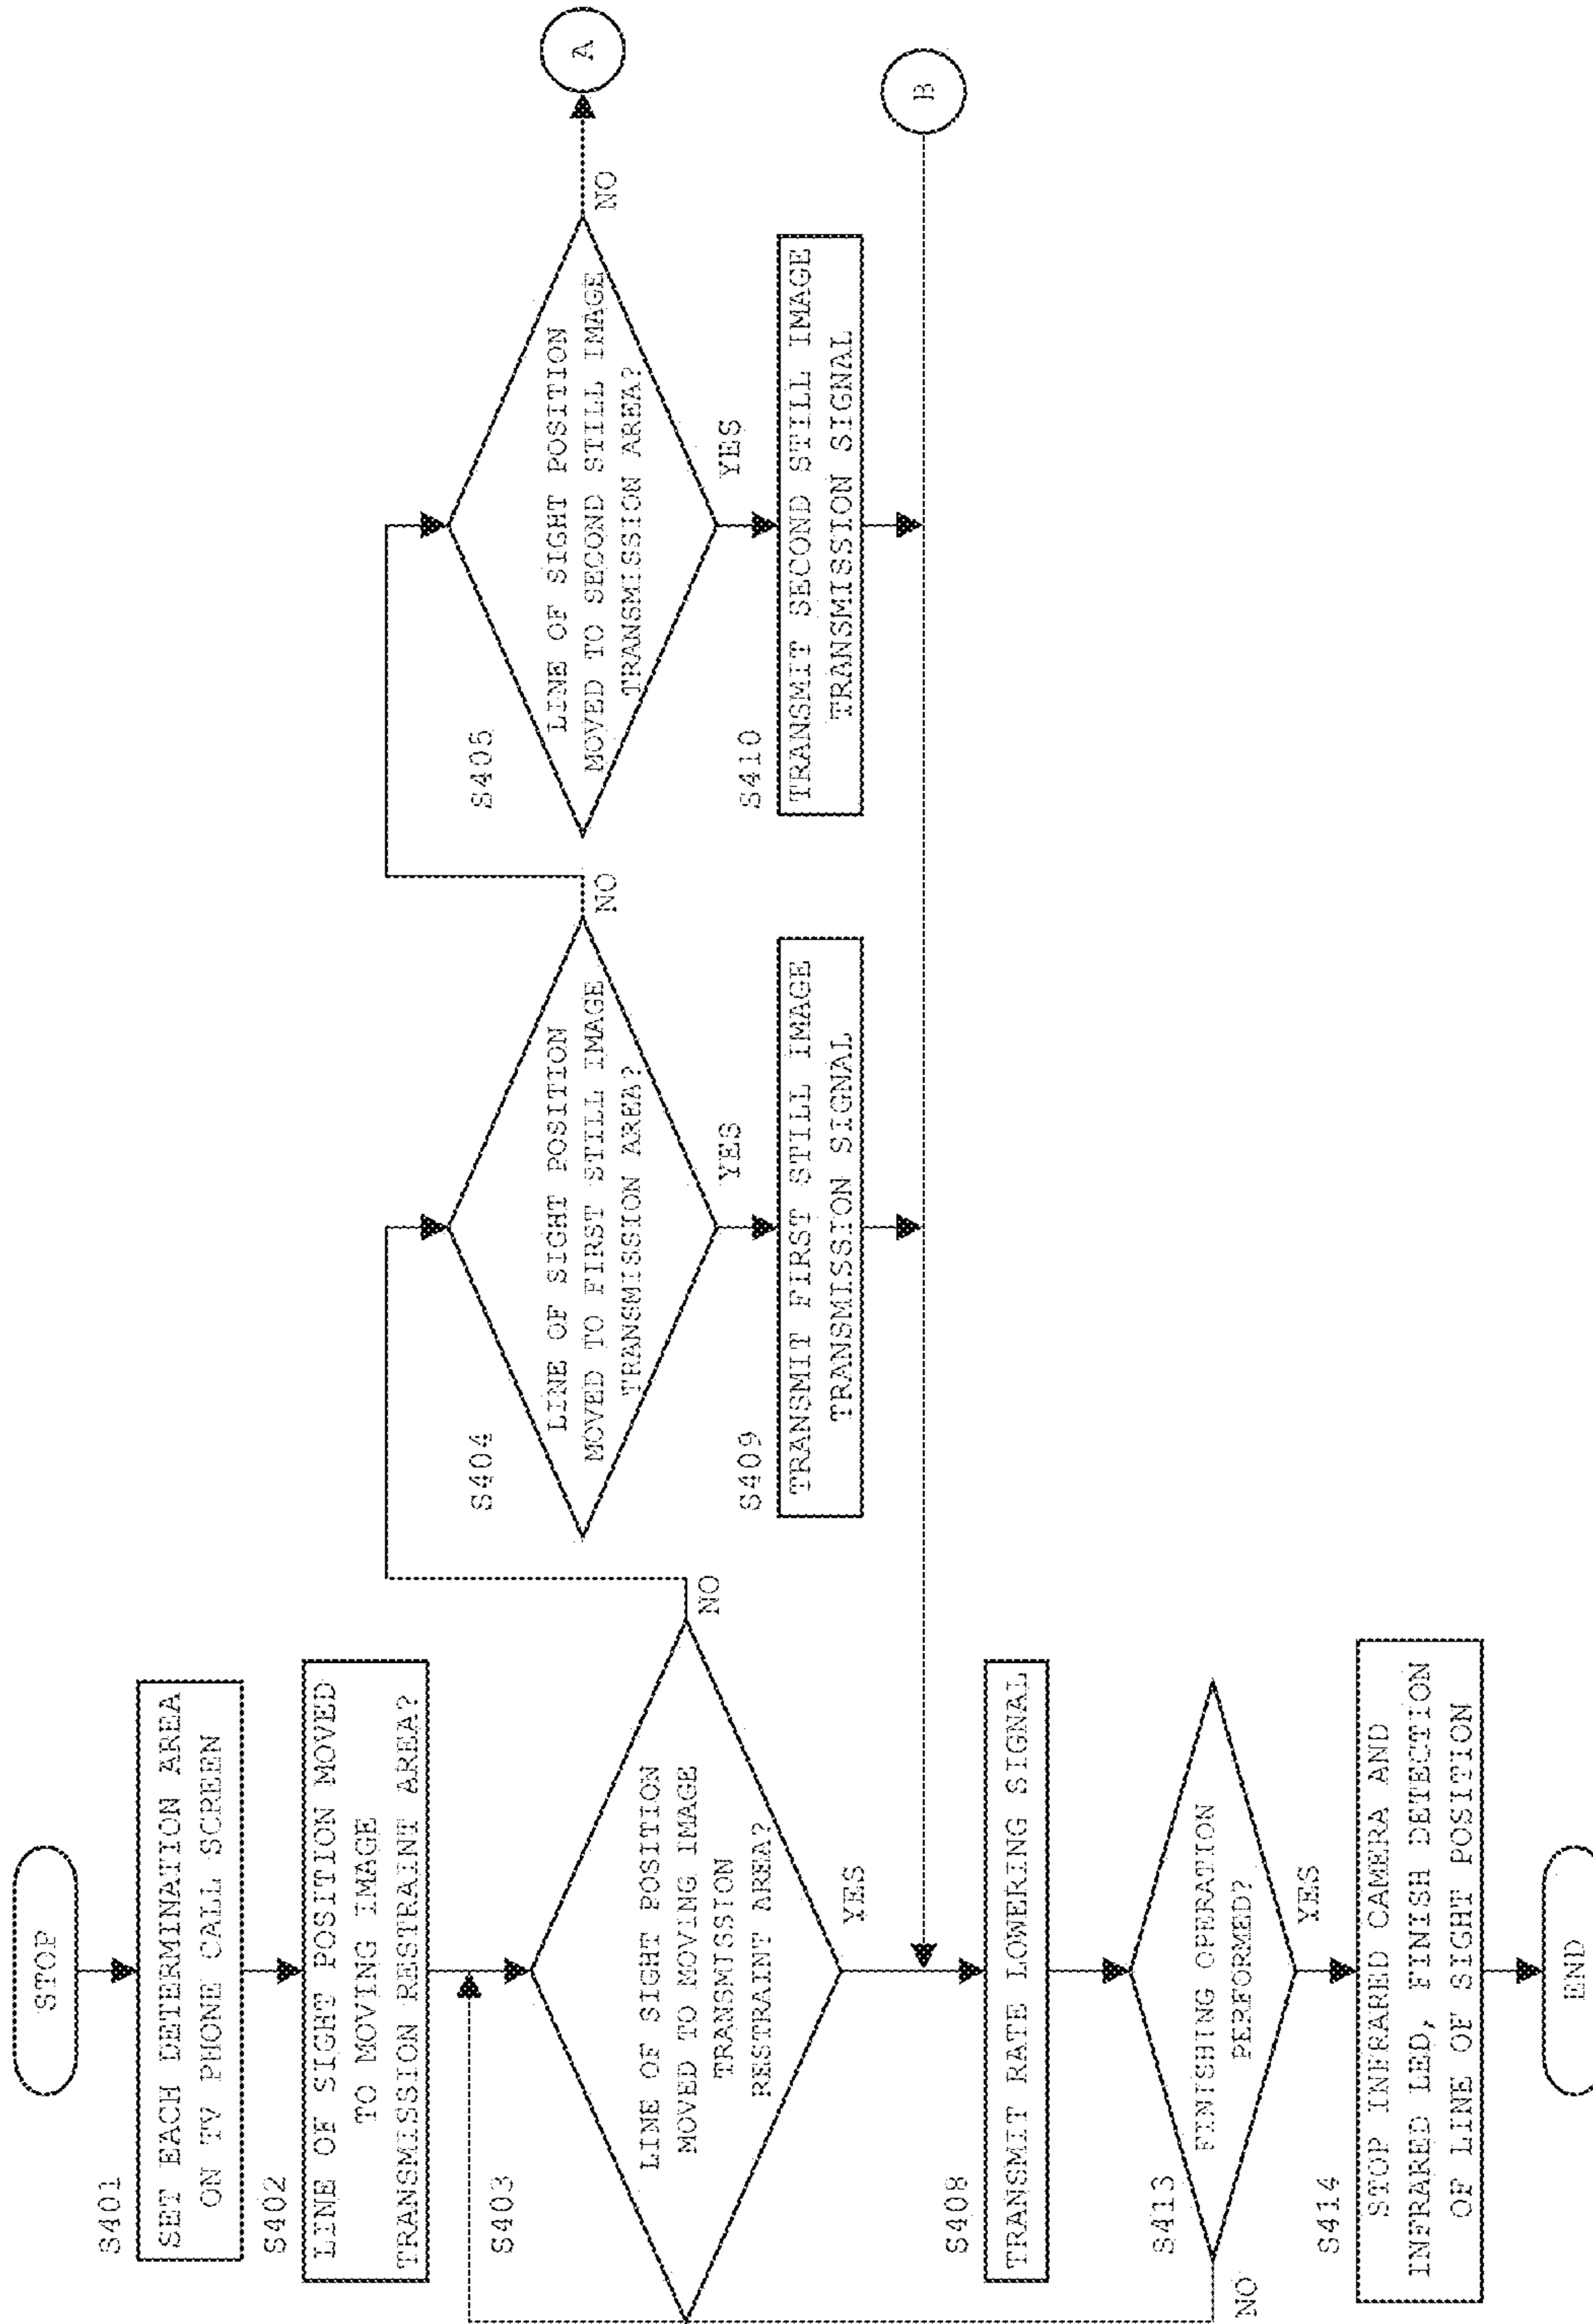 STOP
S401
SET EACH DETERMINATION AREA
ON TV PHONE CALL SCREEN
S402
LINE OF SIGHT POSITION MOVED
TO MOVING IMAGE
TRANSMISSION RESTRAINT AREA?
S403
LINE OF SIGHT POSITION
MOVED TO MOVING IMAGE
TRANSMISSION
RESTRAINT AREA?
NO
YES
S404
LINE OF SIGHT POSITION
MOVED TO FIRST STILL IMAGE
TRANSMISSION AREA?
NO
YES
S405
LINE OF SIGHT POSITION
MOVED TO SECOND STILL IMAGE
TRANSMISSION AREA?
NO
YES
A
S409
TRANSMIT FIRST STILL IMAGE
TRANSMISSION SIGNAL
S410
TRANSMIT SECOND STILL IMAGE
TRANSMISSION SIGNAL
B
S408
TRANSMIT RATE LOWERING SIGNAL
S413
FINISHING OPERATION
PERFORMED?
NO
YES
S414
STOP INFRARED CAMERA AND
INFRARED LED, FINISH DETECTION
OF LINE OF SIGHT POSITION
END